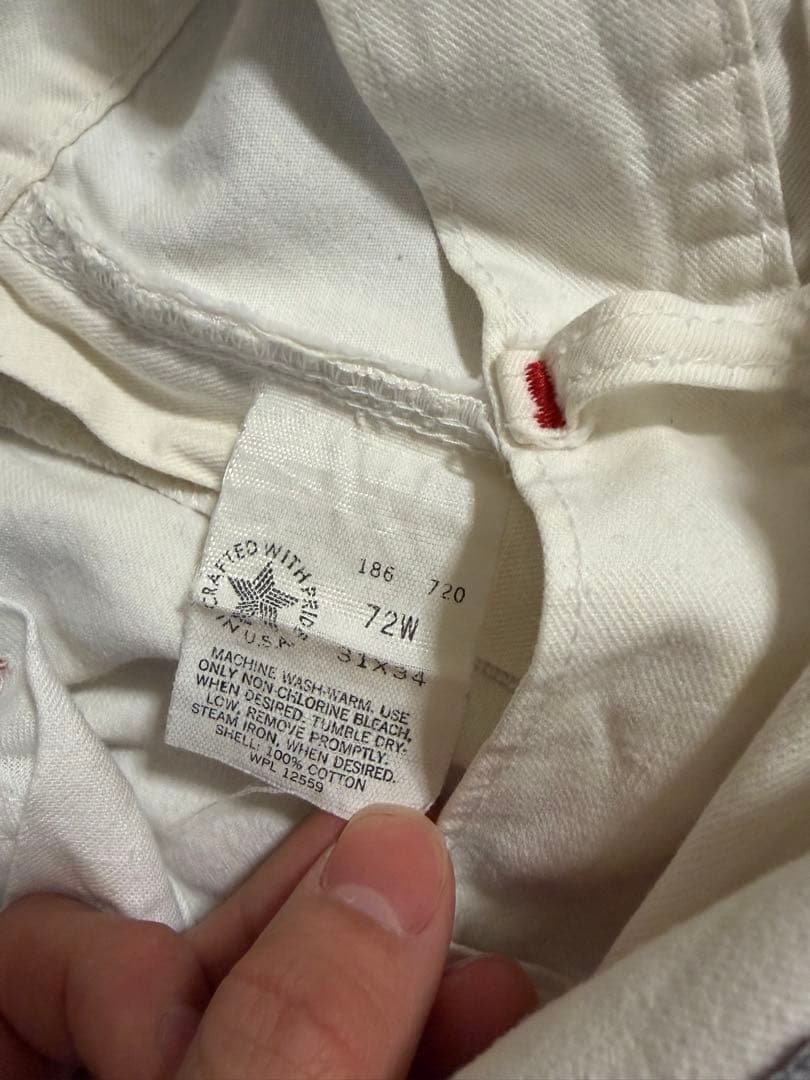 CRAFTED WITH PRIDE
IN U.S.A.
186 720
72W
31X34
MACHINE WASH-WARM, USE
ONLY NON-CHLORINE BLEACH,
WHEN DESIRED. TUMBLE DRY-
LOW, REMOVE PROMPTLY.
STEAM IRON, WHEN DESIRED.
SHELL: 100% COTTON
WPL 12559